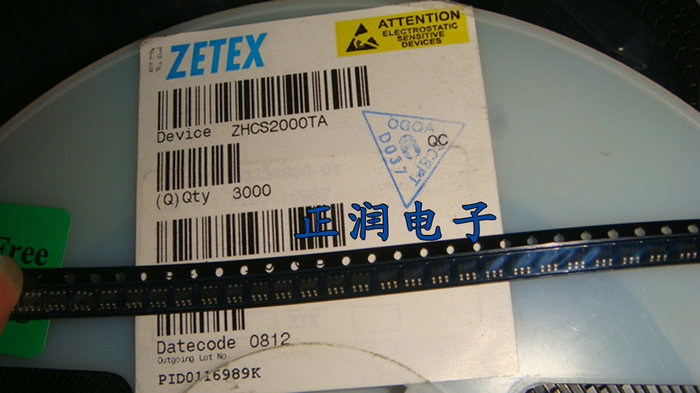 ZETEX
ATTENTION
ELECTROSTATIC
SENSITIVE
DEVICES
Device ZHCS2000TA
OGQA
QC
D037
(Q)Qty 3000
正润电子
Free
Datecode 0812
Outgoing Lot No.
PID0116989K